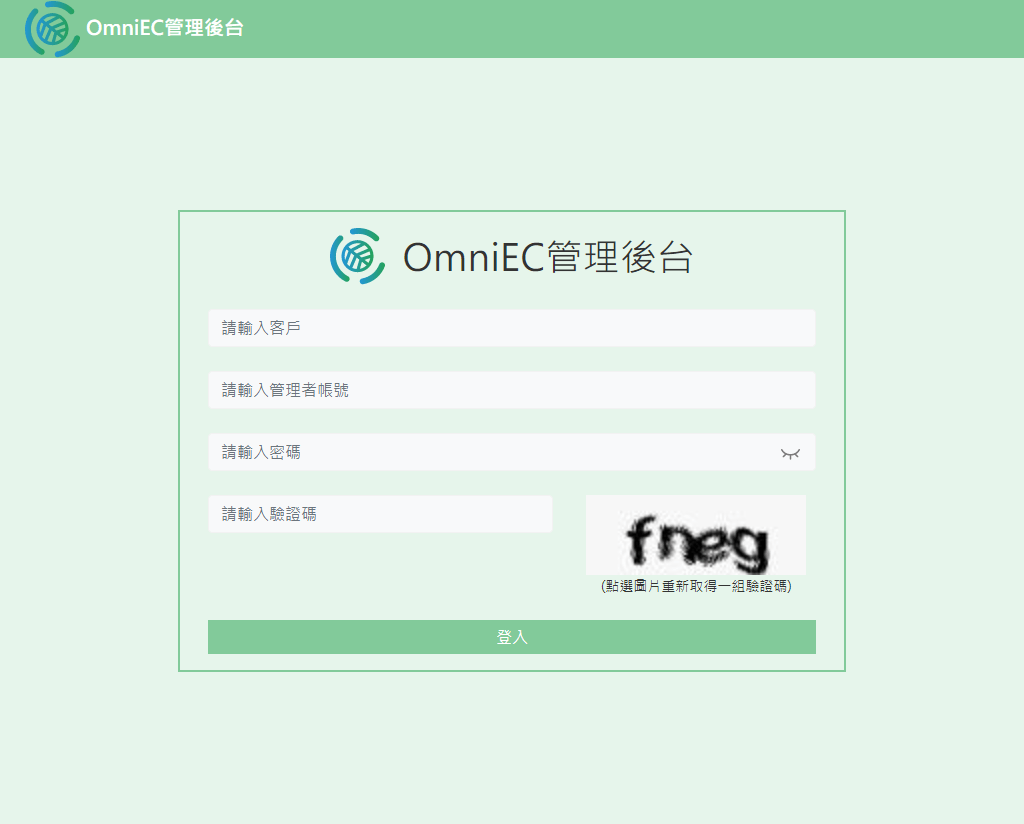 OmniEC管理後台
OmniEC管理後台
請輸入客戶
請輸入管理者帳號
請輸入密碼
請輸入驗證碼
fneg
(點選圖片重新取得一組驗證碼)
登入